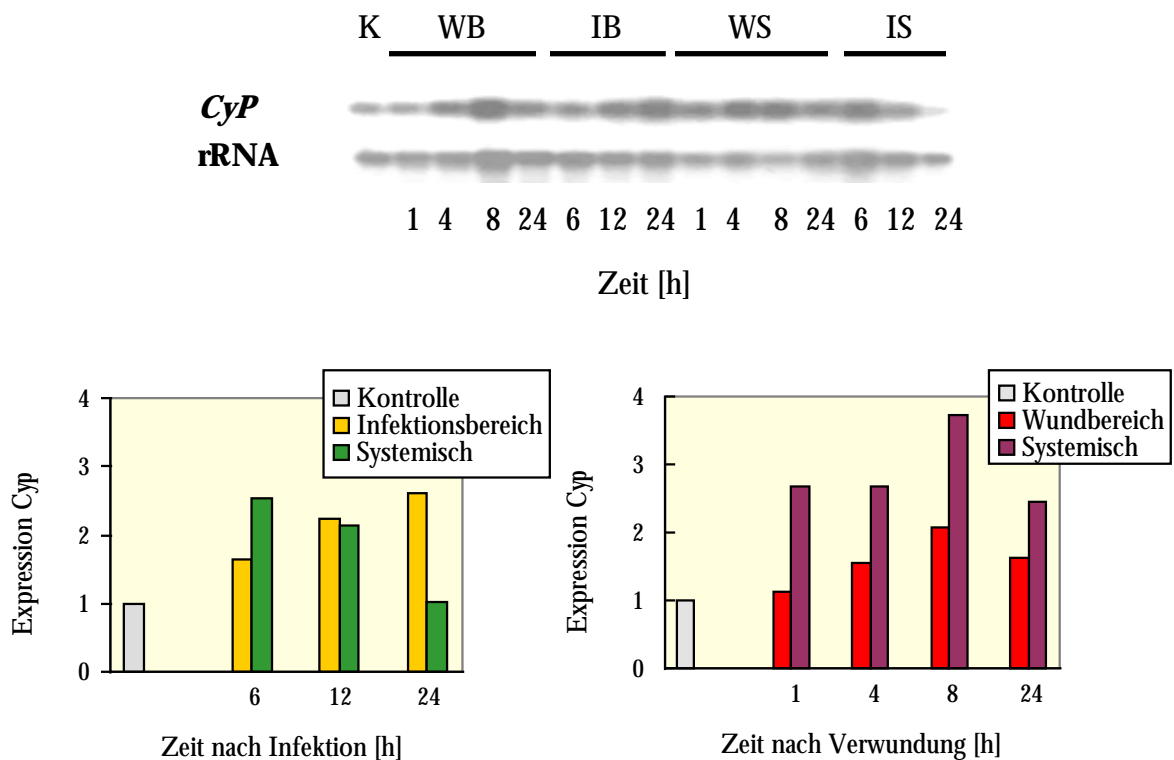 K WB IB WS IS
CyP
rRNA
1 4 8 24 6 12 24 1 4 8 24 6 12 24
Zeit [h]
Kontrolle
Infektionsbereich
Systemisch
4
3
2
1
0
Expression Cyp
6 12 24
Zeit nach Infektion [h]
Kontrolle
Wundbereich
Systemisch
4
3
2
1
0
Expression Cyp
1 4 8 24
Zeit nach Verwundung [h]